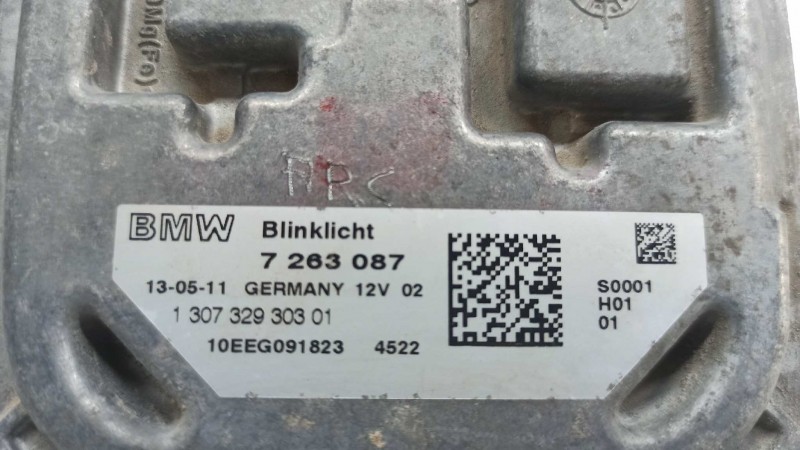 ARC
BMW Blinklicht
7 263 087
13-05-11 GERMANY 12V 02
1 307 329 303 01
10EEG091823 4522
S0001
H01
01